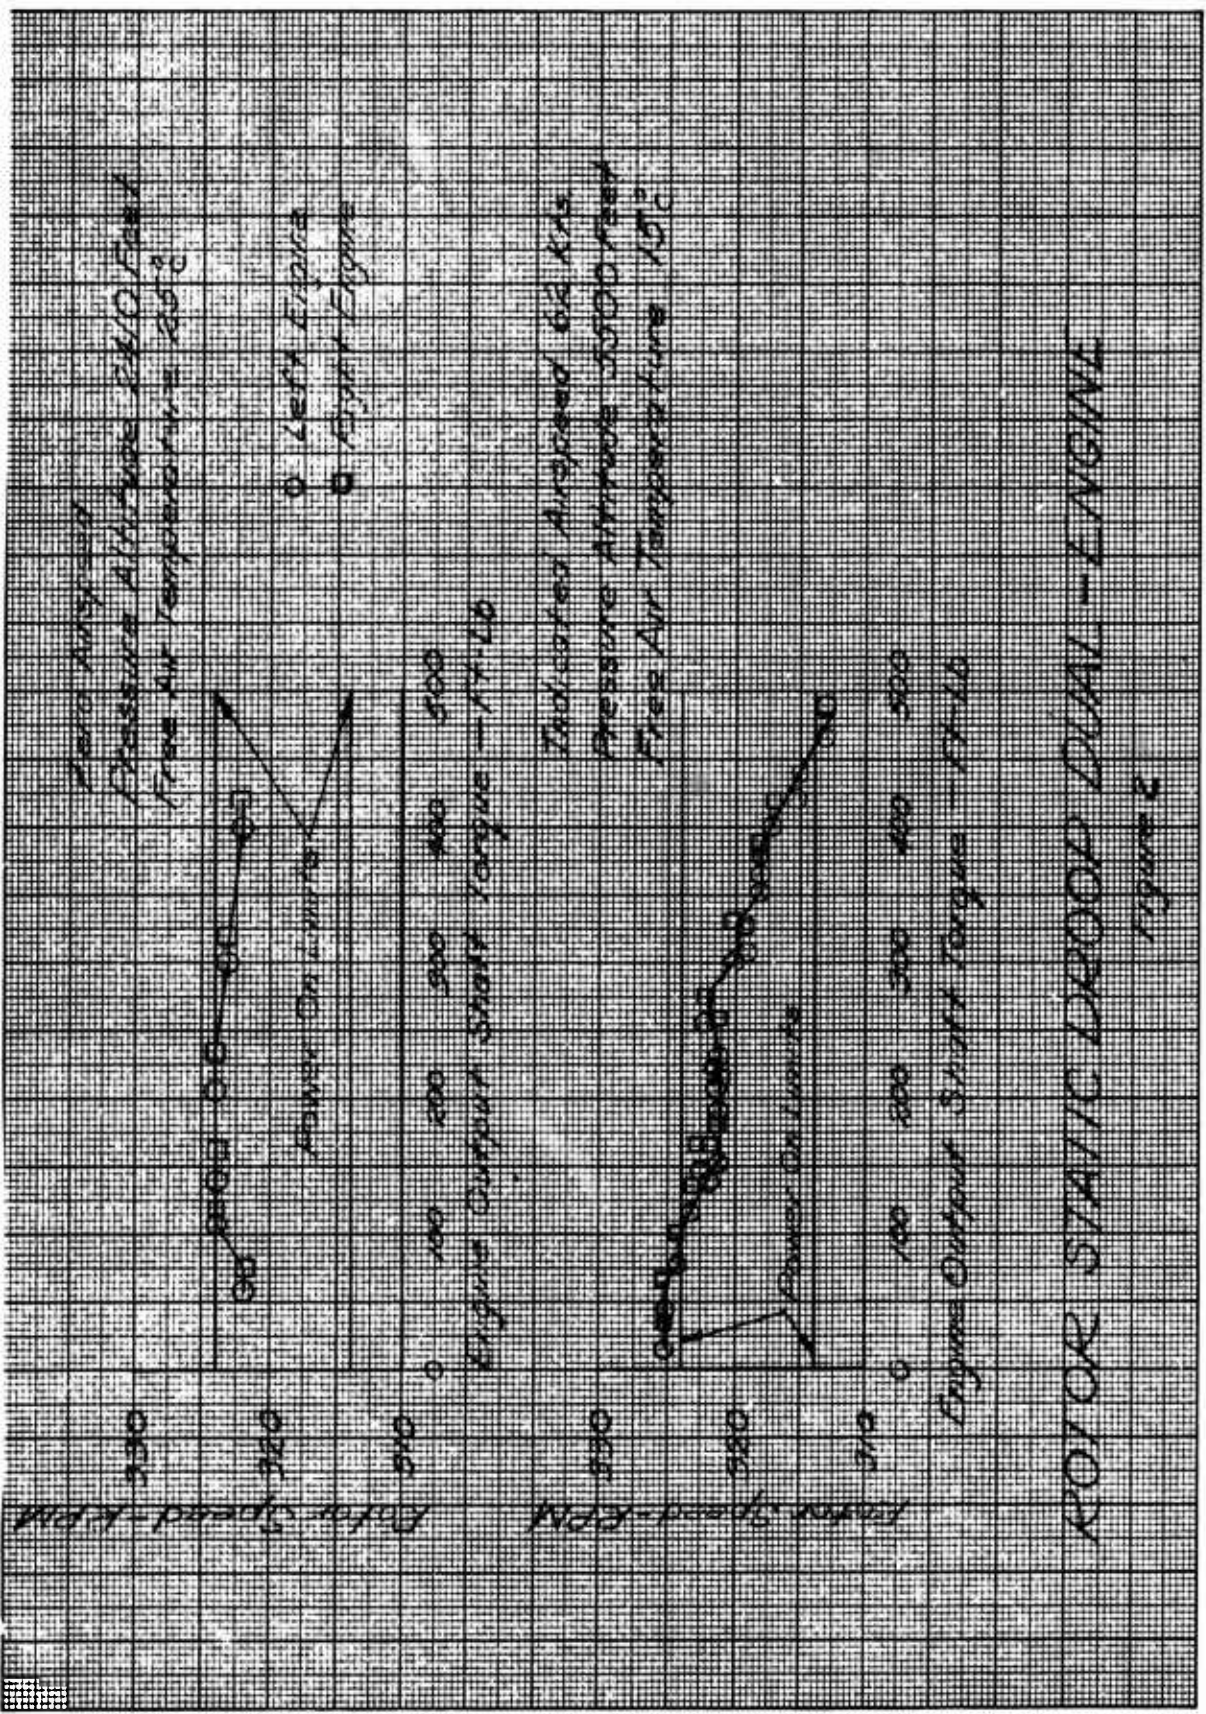 Zero Airspeed
Pressure Altitude 2110 Feet
Free Air Temperature 25°C
Rotor Speed - RPM
330
320
310
O Left Engine
□ Right Engine
Power On Limits
0 100 200 300 400 500
Engine Output Shaft Torque - Ft-Lb
Indicated Airspeed 62 Kts.
Pressure Altitude 5500 Feet
Free Air Temperature 15°C
Rotor Speed - RPM
330
320
310
Power On Limits
0 100 200 300 400 500
Engine Output Shaft Torque - Ft-Lb
ROTOR STATIC DROOP DUAL-ENGINE
Figure 2